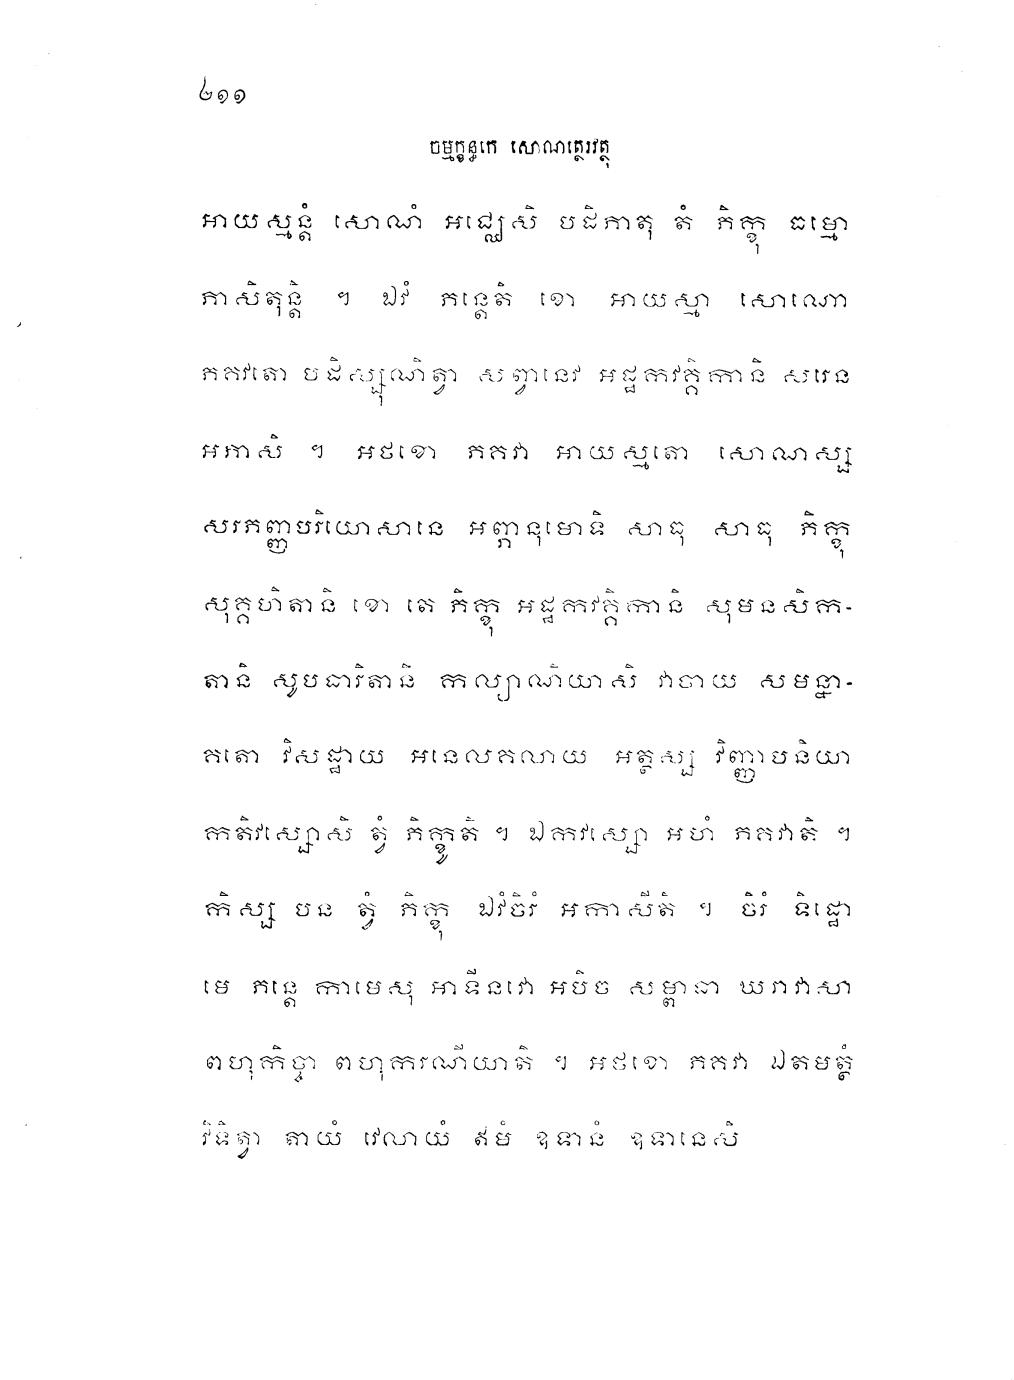 ៤១១
ចម្មក្ខន្ធកេ សោណត្ថេរវត្ថុ
អាយស្មន្តំ សោណំ អជ្ឈេសិ បដិភាតុ តំ ភិក្ខុ ធម្មោ
ភាសិតុន្តិ ។ ឯវំ ភន្តេតិ ខោ អាយស្មា សោណោ
ភគវតោ បដិស្សុណិត្វា សព្វានេវ អដ្ឋកវគ្គិកានិ សរេន
អភាសិ ។ អថខោ ភគវា អាយស្មតោ សោណស្ស
សរភញ្ញបរិយោសានេ អព្ភានុមោទិ សាធុ សាធុ ភិក្ខុ
សុគ្គហិតានិ ខោ តេ ភិក្ខុ អដ្ឋកវគ្គិកានិ សុមនសិក-
តានិ សូបធារិតានិ កល្យាណិយាសិ វាចាយ សមន្នា-
គតោ វិសដ្ឋាយ អនេលគលាយ អត្ថស្ស វិញ្ញាបនិយា
កតិវស្សោសិ ត្វំ ភិក្ខូតិ ។ ឯកវស្សោ អហំ ភគវាតិ ។
កិស្ស បន ត្វំ ភិក្ខុ ឯវំចិរំ អកាសីតិ ។ ចិរំ ទិដ្ឋោ
មេ ភន្តេ កាមេសុ អាទីនវោ អបិច សម្ពាធា ឃរាវាសា
ពហុកិច្ចា ពហុករណីយាតិ ។ អថខោ ភគវា ឯតមត្ថំ
វិទិត្វា តាយំ វេលាយំ ឥមំ ឧទានំ ឧទានេសិ